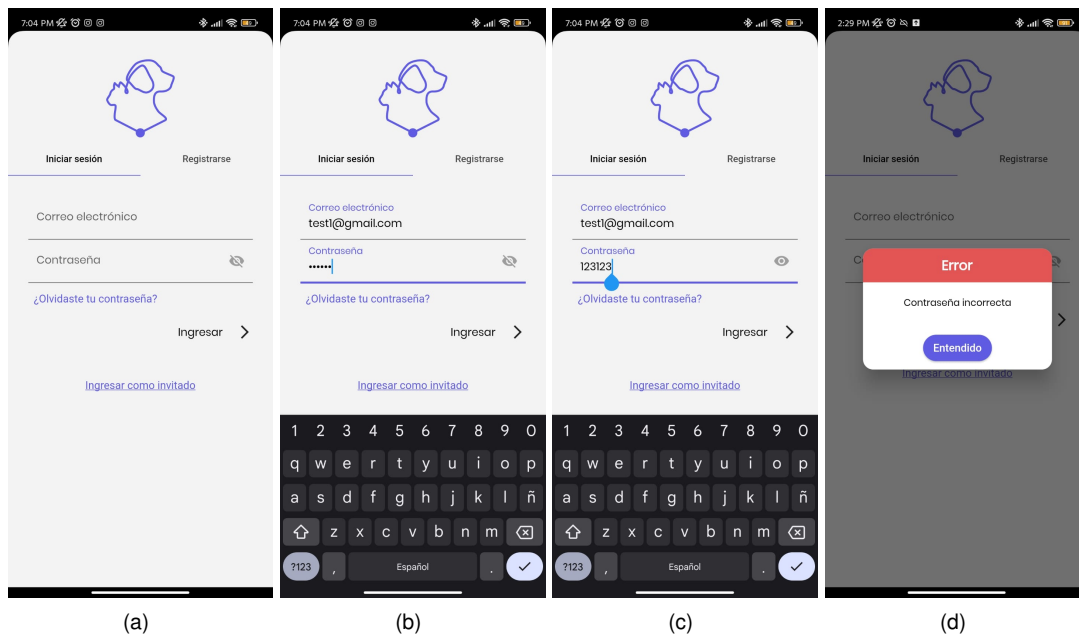 7:04 PM
Iniciar sesión Registrarse
Correo electrónico
Contraseña
¿Olvidaste tu contraseña?
Ingresar
Ingresar como invitado
(a)
7:04 PM
Iniciar sesión Registrarse
Correo electrónico
test1@gmail.com
Contraseña
••••••
¿Olvidaste tu contraseña?
Ingresar
Ingresar como invitado
1 2 3 4 5 6 7 8 9 0
q w e r t y u i o p
a s d f g h j k l ñ
z x c v b n m
?123 , Español .
(b)
7:04 PM
Iniciar sesión Registrarse
Correo electrónico
test1@gmail.com
Contraseña
123123
¿Olvidaste tu contraseña?
Ingresar
Ingresar como invitado
1 2 3 4 5 6 7 8 9 0
q w e r t y u i o p
a s d f g h j k l ñ
z x c v b n m
?123 , Español .
(c)
2:29 PM
Iniciar sesión Registrarse
Correo electrónico
Error
Contraseña incorrecta
Entendido
Ingresar como invitado
(d)